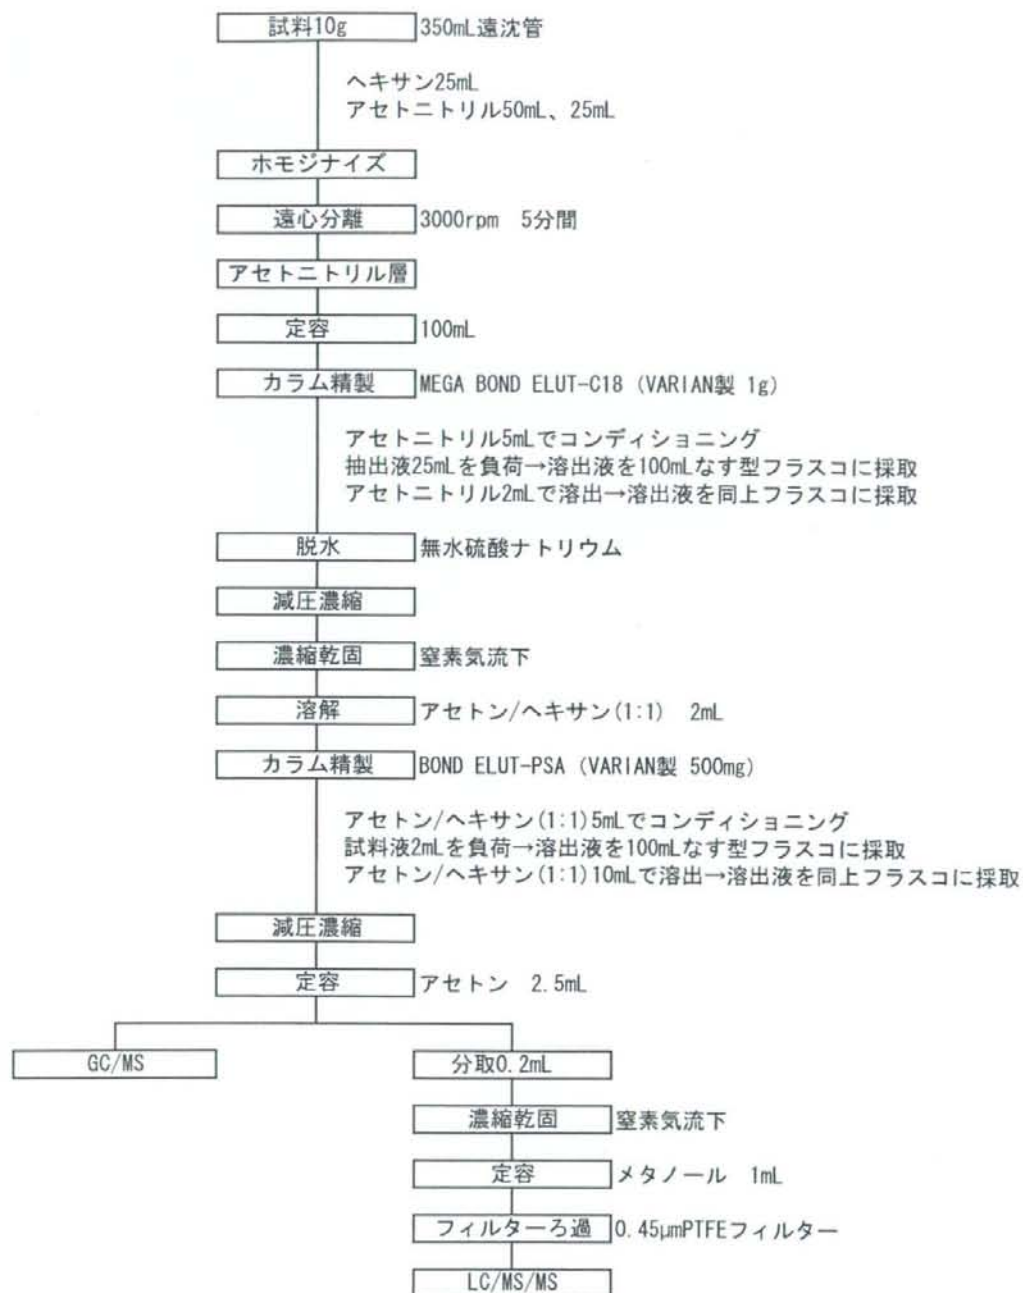 試料10g 350mL遠沈管
ヘキサン25mL
アセトニトリル50mL、25mL
ホモジナイズ
遠心分離 3000rpm 5分間
アセトニトリル層
定容 100mL
カラム精製 MEGA BOND ELUT-C18 (VARIAN製 1g)
アセトニトリル5mLでコンディショニング
抽出液25mLを負荷→溶出液を100mLなす型フラスコに採取
アセトニトリル2mLで溶出→溶出液を同上フラスコに採取
脱水 無水硫酸ナトリウム
減圧濃縮
濃縮乾固 窒素気流下
溶解 アセトン/ヘキサン(1:1) 2mL
カラム精製 BOND ELUT-PSA (VARIAN製 500mg)
アセトン/ヘキサン(1:1)5mLでコンディショニング
試料液2mLを負荷→溶出液を100mLなす型フラスコに採取
アセトン/ヘキサン(1:1)10mLで溶出→溶出液を同上フラスコに採取
減圧濃縮
定容 アセトン 2.5mL
GC/MS 分取0.2mL
濃縮乾固 窒素気流下
定容 メタノール 1mL
フィルターろ過 0.45μmPTFEフィルター
LC/MS/MS